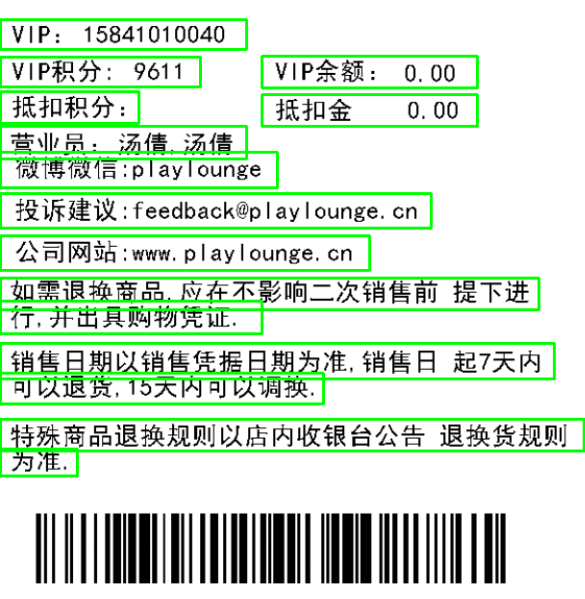 VIP: 15841010040
VIP积分: 9611 VIP余额: 0.00
抵扣积分: 抵扣金 0.00
营业员: 汤倩,汤倩
微博微信:playlounge
投诉建议:feedback@playlounge.cn
公司网站:www.playlounge.cn
如需退换商品,应在不影响二次销售前 提下进
行,并出具购物凭证.
销售日期以销售凭据日期为准,销售日 起7天内
可以退货,15天内可以调换.
特殊商品退换规则以店内收银台公告 退换货规则
为准.